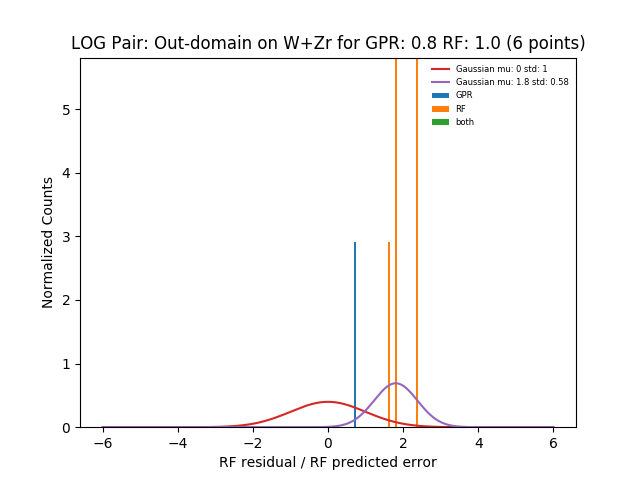 LOG Pair: Out-domain on W+Zr for GPR: 0.8 RF: 1.0 (6 points)
Gaussian mu: 0 std: 1
Gaussian mu: 1.8 std: 0.58
GPR
RF
both
Normalized Counts
5
4
3
2
1
0
−6 −4 −2 0 2 4 6
RF residual / RF predicted error